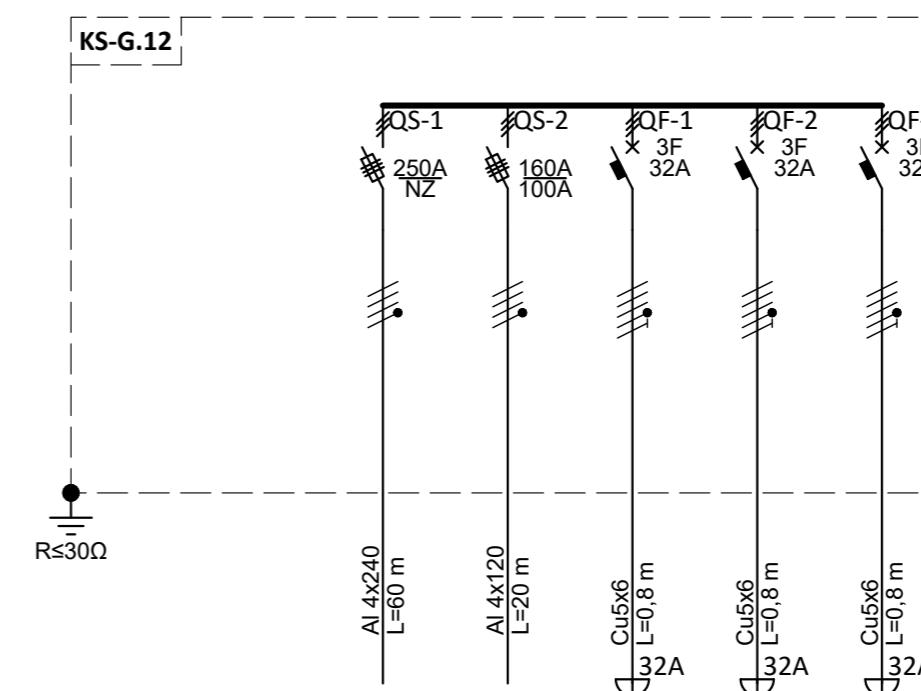 KS-G.12
QS-1
250A
NZ
QS-2
160A
100A
QF-1
3F
32A
QF-2
3F
32A
QF-
R≤30Ω
Al 4x240
L=60 m
Al 4x120
L=20 m
Cu5x6
L=0,8 m
32A
Cu5x6
L=0,8 m
32A
Cu5x6
L=0,8 m